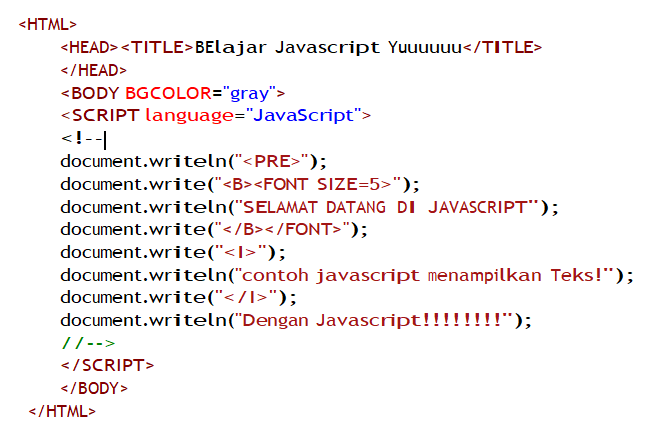 <HTML>
<HEAD><TITLE>BElajar Javascript Yuuuuuu</TITLE>
</HEAD>
<BODY BGCOLOR="gray">
<SCRIPT language="JavaScript">
<!--
document.writeln("<PRE>");
document.write("<B><FONT SIZE=5>");
document.writeln("SELAMAT DATANG DI JAVASCRIPT");
document.write("</B></FONT>");
document.write("<I>");
document.writeln("contoh javascript menampilkan Teks!");
document.write("</I>");
document.writeln("Dengan Javascript!!!!!!!!");
//-->
</SCRIPT>
</BODY>
</HTML>